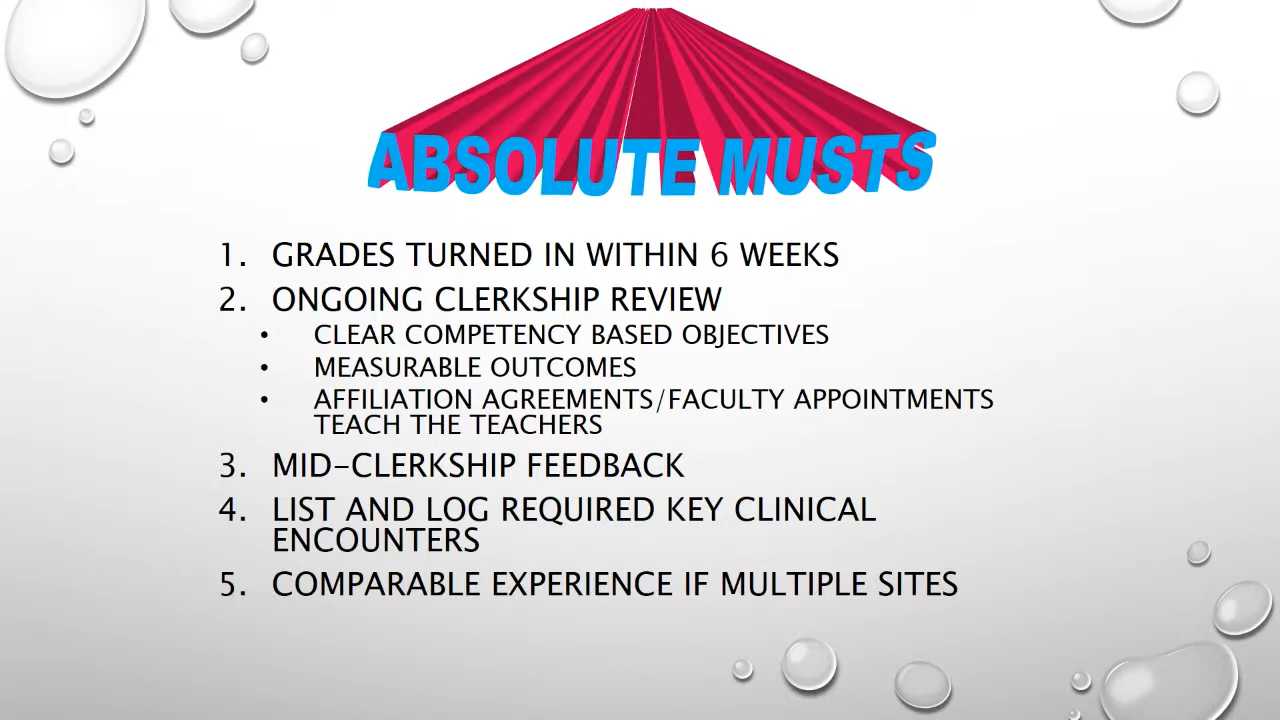 ABSOLUTE MUSTS
1. GRADES TURNED IN WITHIN 6 WEEKS
2. ONGOING CLERKSHIP REVIEW
• CLEAR COMPETENCY BASED OBJECTIVES
• MEASURABLE OUTCOMES
• AFFILIATION AGREEMENTS/FACULTY APPOINTMENTS
TEACH THE TEACHERS
3. MID-CLERKSHIP FEEDBACK
4. LIST AND LOG REQUIRED KEY CLINICAL
ENCOUNTERS
5. COMPARABLE EXPERIENCE IF MULTIPLE SITES